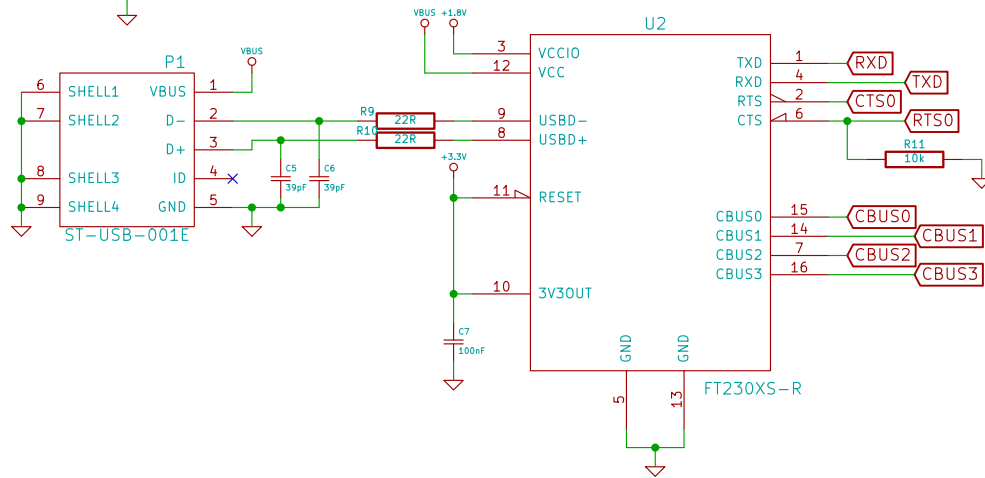 VBUS +1.8V
U2
P1
VBUS
6 SHELL1 VBUS 1
7 SHELL2 D- 2
D+ 3
8 SHELL3 ID 4
9 SHELL4 GND 5
ST-USB-001E
R9
22R
R10
22R
C5
39pF
C6
39pF
+3.3V
3 VCCIO
12 VCC
9 USBD-
8 USBD+
11 RESET
10 3V3OUT
C7
100nF
TXD 1 RXD
RXD 4 TXD
RTS 2 CTS0
CTS 6 RTS0
R11
10k
CBUS0 15 CBUS0
CBUS1 14 CBUS1
CBUS2 7 CBUS2
CBUS3 16 CBUS3
GND GND
5 13
FT230XS-R